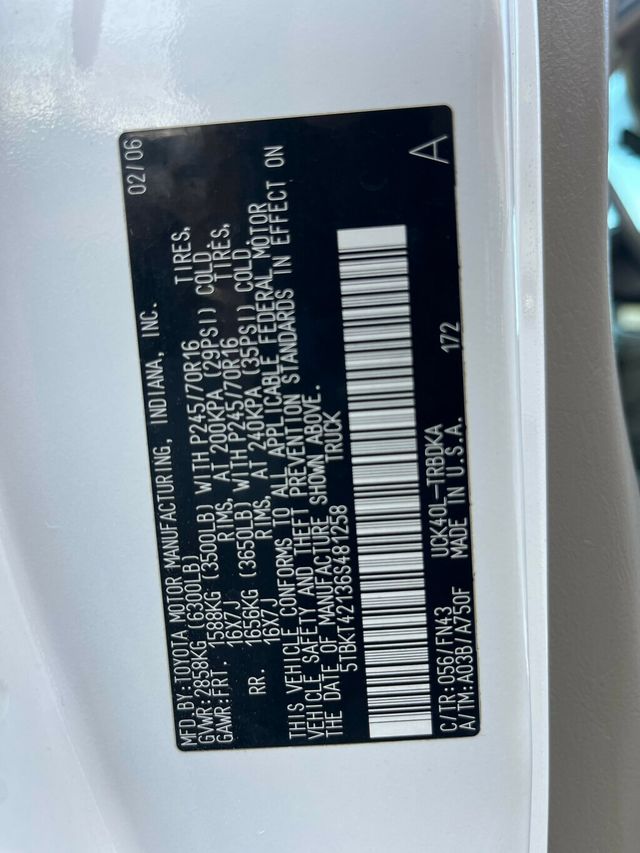 MFD.BY:TOYOTA MOTOR MANUFACTURING, INDIANA, INC. 02/06
GVWR:2858KG (6300LB)
GAWR:FRT. 1588KG (3500LB) WITH P245/70R16 TIRES,
16X7J RIMS, AT 200KPA (29PSI) COLD
RR. 1656KG (3650LB) WITH P245/70R16 TIRES,
16X7J RIMS, AT 240KPA (35PSI) COLD.
THIS VEHICLE CONFORMS TO ALL APPLICABLE FEDERAL MOTOR
VEHICLE SAFETY AND THEFT PREVENTION STANDARDS IN EFFECT ON
THE DATE OF MANUFACTURE SHOWN ABOVE.
5TBKT42136S481258 TRUCK
C/TR:056/FN43 UCK40L-TRBDKA
A/TM:A03B/A750F MADE IN U.S.A. 172 A